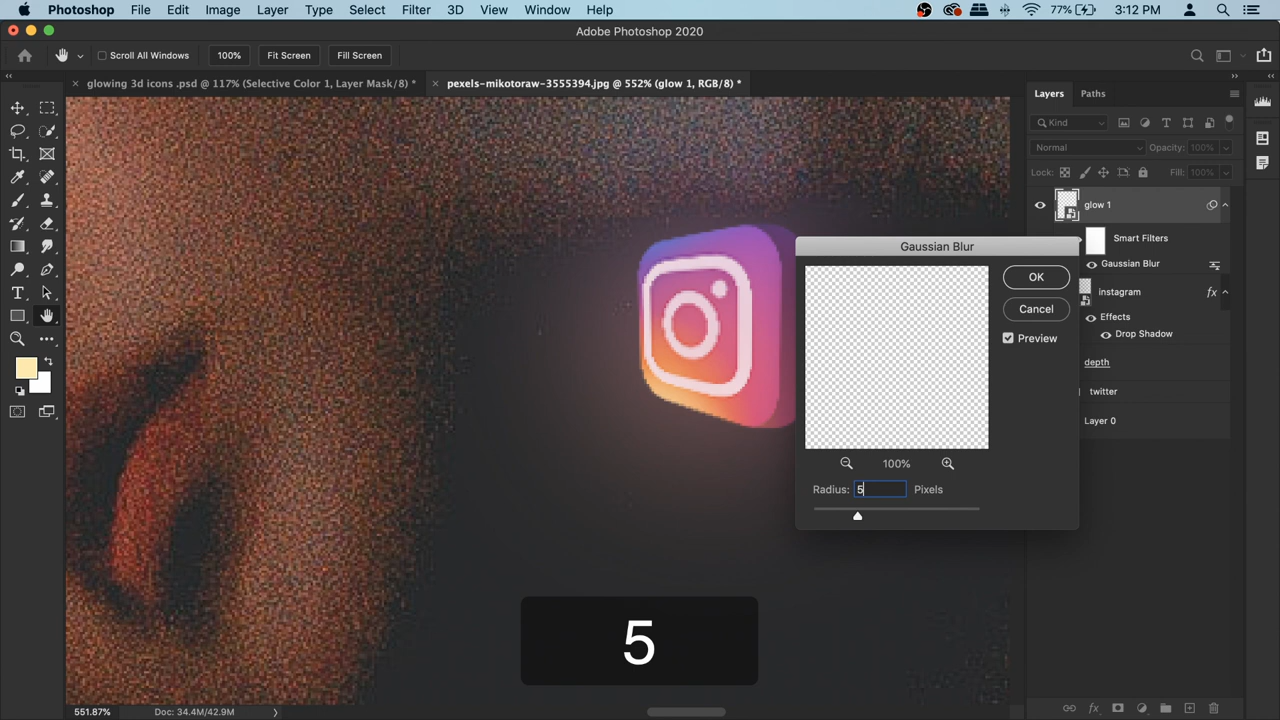 Photoshop File Edit Image Layer Type Select Filter 3D View Window Help 77% 3:12 PM
Adobe Photoshop 2020
Scroll All Windows 100% Fit Screen Fill Screen
glowing 3d icons .psd @ 117% (Selective Color 1, Layer Mask/8) * pexels-mikotoraw-3555394.jpg @ 552% (glow 1, RGB/8) *
Layers Paths
Kind
Normal Opacity: 100%
Lock: Fill: 100%
glow 1
Smart Filters
Gaussian Blur
instagram fx
Effects
Drop Shadow
depth
twitter
Layer 0
Gaussian Blur
OK
Cancel
Preview
100%
Radius: 5 Pixels
5
551.87% Doc: 34.4M/42.9M
fx